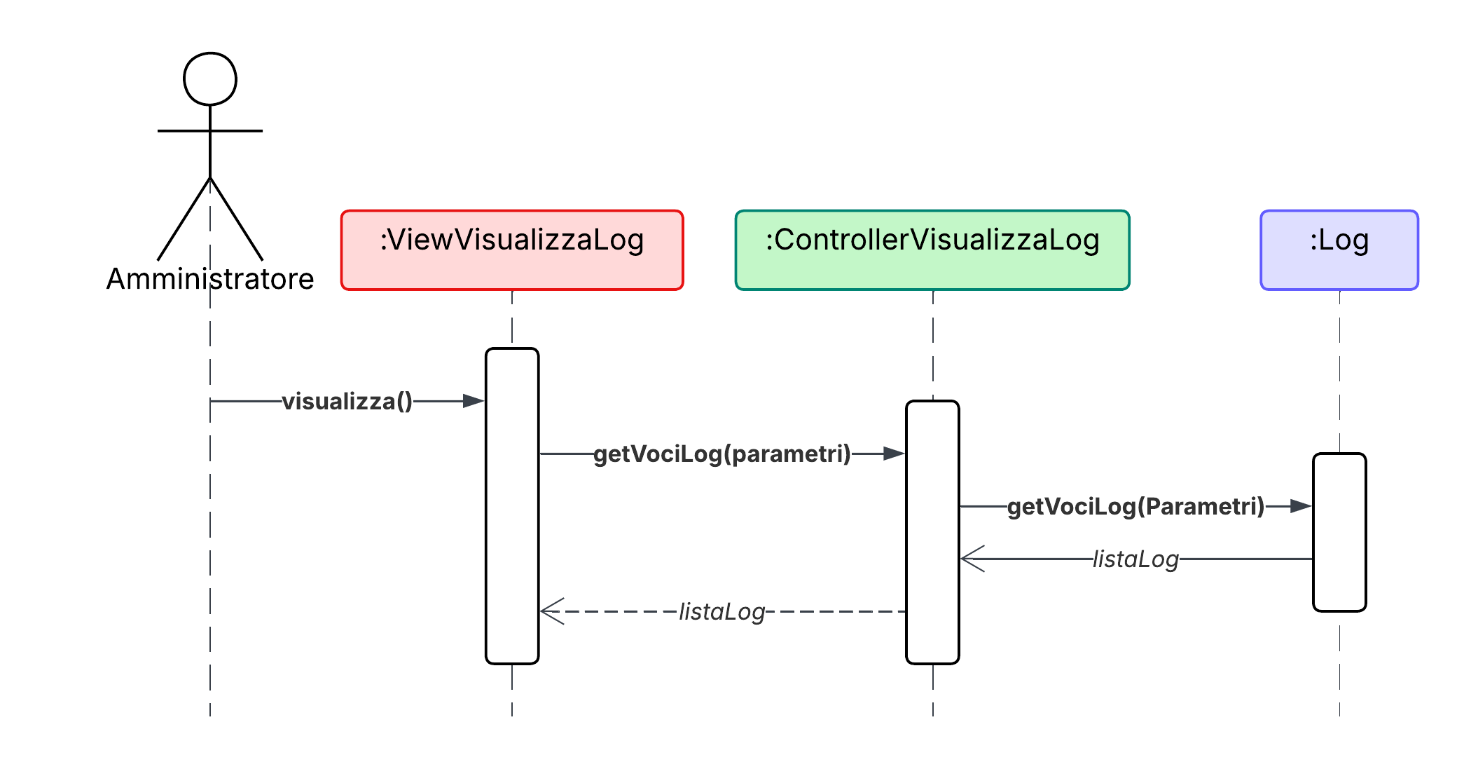 Amministratore
:ViewVisualizzaLog
:ControllerVisualizzaLog
:Log
visualizza()
getVociLog(parametri)
getVociLog(Parametri)
listaLog
listaLog